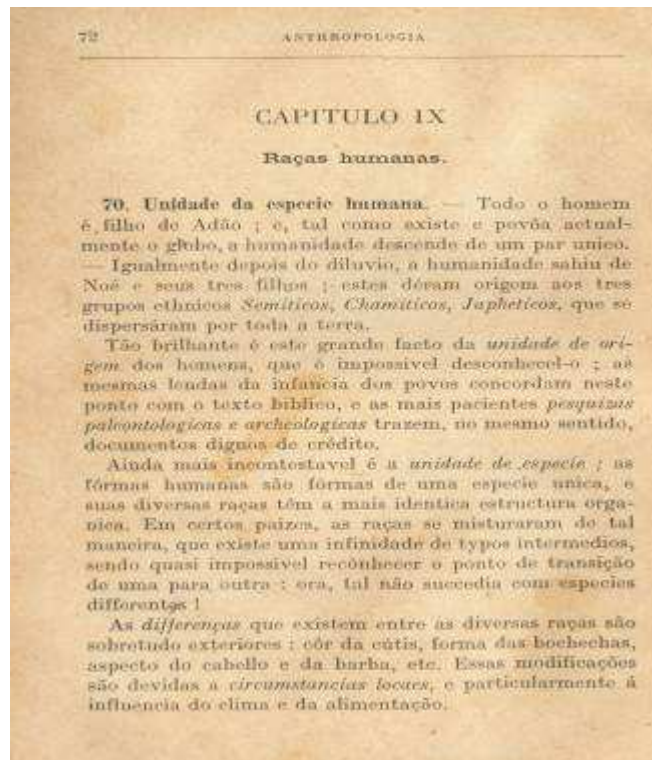 72 ANTHROPOLOGIA
CAPITULO IX
Raças humanas.
70. Unidade da especie humana. — Todo o homem
é filho de Adão ; e, tal como existe e povôa actual-
mente o globo, a humanidade descende de um par unico.
— Igualmente depois do diluvio, a humanidade sahiu de
Noé e seus tres filhos ; estes déram origem aos tres
grupos ethnicos Semiticos, Chamiticos, Japheticos, que se
dispersáram por toda a terra.
Tão brilhante é este grande facto da unidade de ori-
gem dos homens, que é impossivel desconhecel-o ; as
mesmas lendas da infancia dos povos concordam neste
ponto com o texto biblico, e as mais pacientes pesquizas
paleontologicas e archeologicas trazem, no mesmo sentido,
documentos dignos de crédito.
Ainda mais incontestavel é a unidade de especie ; as
fórmas humanas são formas de uma especie unica, e
suas diversas raças têm a mais identica estructura orga-
nica. Em certos paizes, as raças se misturaram de tal
maneira, que existe uma infinidade de typos intermedios,
sendo quasi impossivel reconhecer o ponto de transição
de uma para outra : ora, tal não succedia com especies
differentes !
As differenças que existem entre as diversas raças são
sobretudo exteriores : côr da cútis, forma das bochechas,
aspecto do cabello e da barba, etc. Essas modificações
são devidas a circumstancias locaes, e particularmente á
influencia do clima e da alimentação.